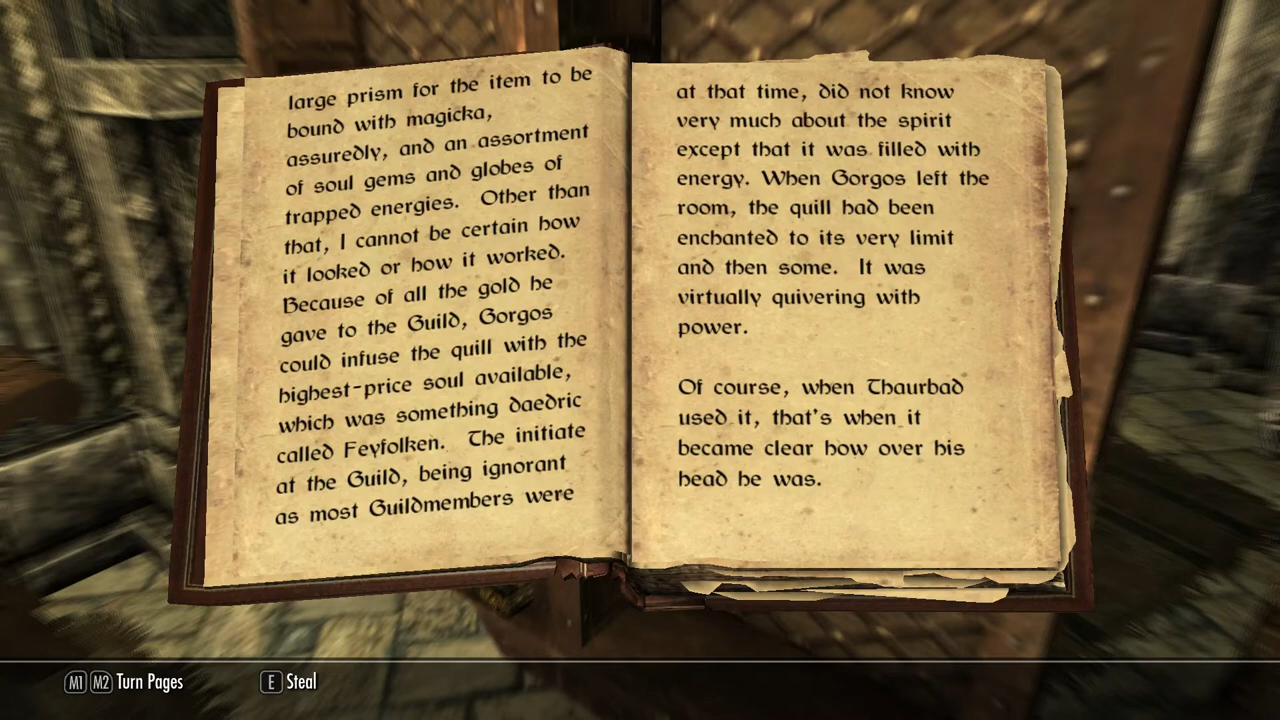 large prism for the item to be
bound with magicka,
assuredly, and an assortment
of soul gems and globes of
trapped energies.  Other than
that, I cannot be certain how
it looked or how it worked.
Because of all the gold he
gave to the Guild, Gorgos
could infuse the quill with the
highest-price soul available,
which was something daedric
called Feyfolken.  The initiate
at the Guild, being ignorant
as most Guildmembers were
at that time, did not know
very much about the spirit
except that it was filled with
energy. When Gorgos left the
room, the quill had been
enchanted to its very limit
and then some.  It was
virtually quivering with
power.
Of course, when Thaurbad
used it, that's when it
became clear how over his
head he was.
M1 M2 Turn Pages E Steal